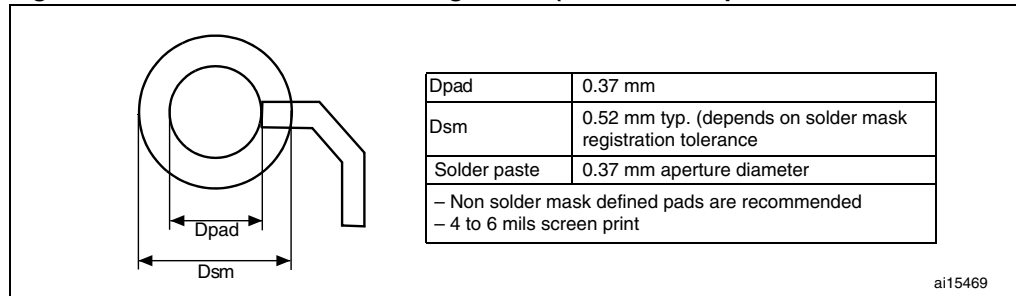 Dpad
Dsm
Dpad 0.37 mm
Dsm 0.52 mm typ. (depends on solder mask
registration tolerance
Solder paste 0.37 mm aperture diameter
– Non solder mask defined pads are recommended
– 4 to 6 mils screen print
ai15469